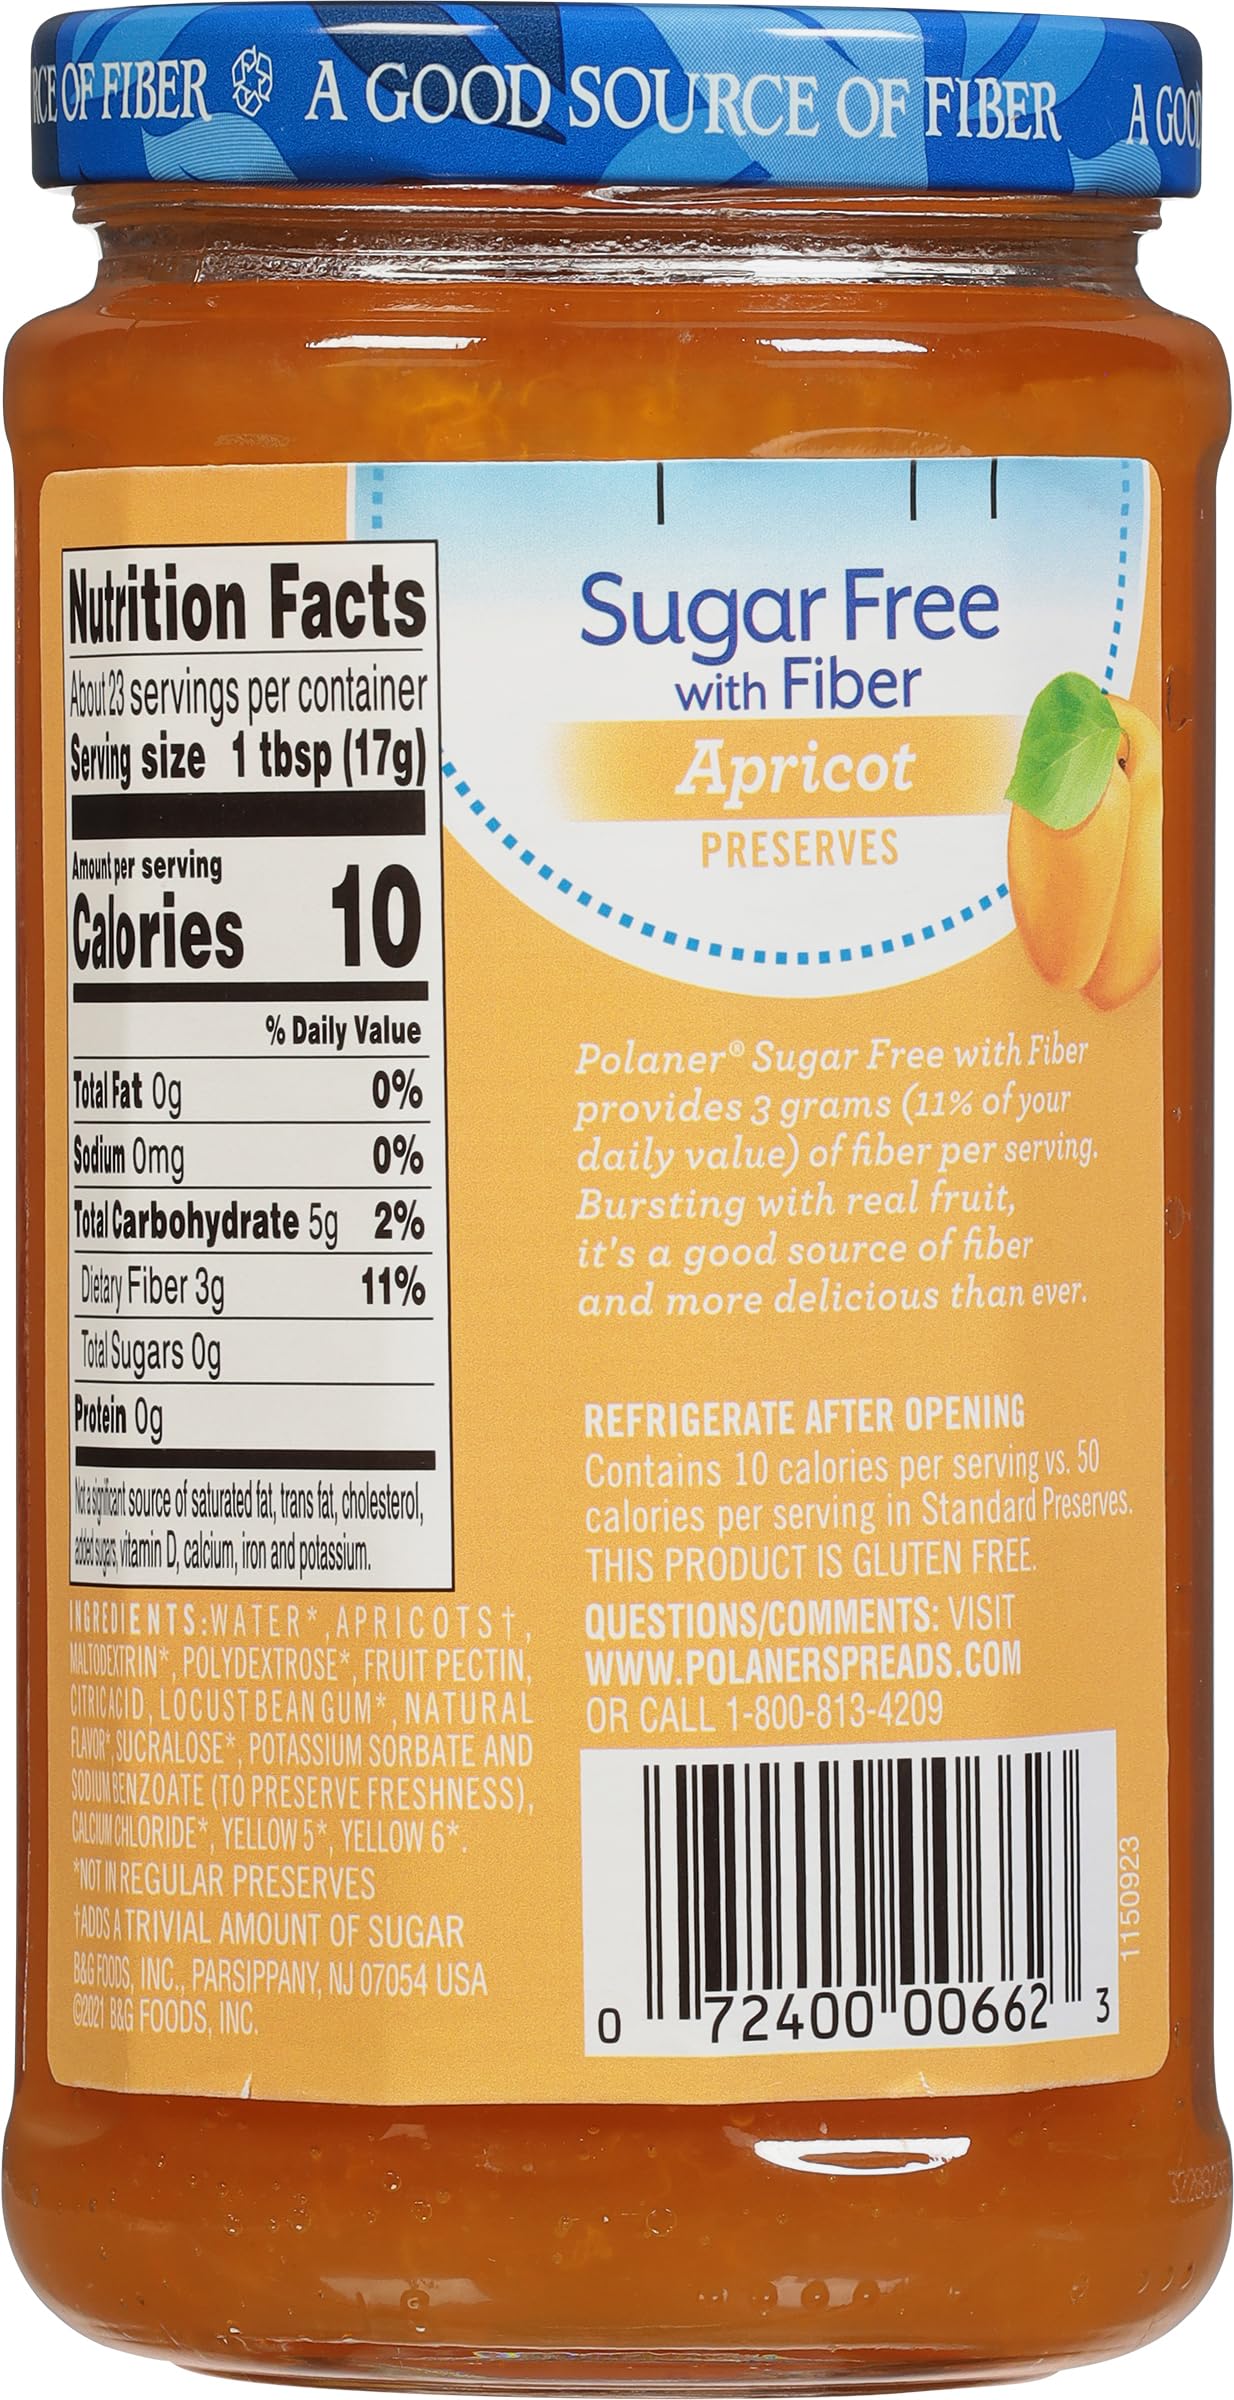 RCE OF FIBER A GOOD SOURCE OF FIBER A GOOD
Nutrition Facts
About 23 servings per container
Serving size 1 tbsp (17g)
Amount per serving
Calories 10
% Daily Value
Total Fat 0g 0%
Sodium 0mg 0%
Total Carbohydrate 5g 2%
Dietary Fiber 3g 11%
Total Sugars 0g
Protein 0g
Not a significant source of saturated fat, trans fat, cholesterol,
added sugars, vitamin D, calcium, iron and potassium.
INGREDIENTS: WATER*, APRICOTS†,
MALTODEXTRIN*, POLYDEXTROSE*, FRUIT PECTIN,
CITRIC ACID, LOCUST BEAN GUM*, NATURAL
FLAVOR*, SUCRALOSE*, POTASSIUM SORBATE AND
SODIUM BENZOATE (TO PRESERVE FRESHNESS),
CALCIUM CHLORIDE*, YELLOW 5*, YELLOW 6*.
*NOT IN REGULAR PRESERVES
†ADDS A TRIVIAL AMOUNT OF SUGAR
B&G FOODS, INC., PARSIPPANY, NJ 07054 USA
©2021 B&G FOODS, INC.
Sugar Free
with Fiber
Apricot
PRESERVES
Polaner® Sugar Free with Fiber
provides 3 grams (11% of your
daily value) of fiber per serving.
Bursting with real fruit,
it's a good source of fiber
and more delicious than ever.
REFRIGERATE AFTER OPENING
Contains 10 calories per serving vs. 50
calories per serving in Standard Preserves.
THIS PRODUCT IS GLUTEN FREE.
QUESTIONS/COMMENTS: VISIT
WWW.POLANERSPREADS.COM
OR CALL 1-800-813-4209
1150923
0 72400 00662 3